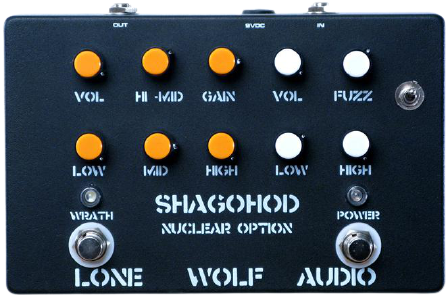 OUT 9VDC IN
VOL HI-MID GAIN VOL FUZZ
LOW MID HIGH LOW HIGH
WRATH SHAGOHOD POWER
NUCLEAR OPTION
LONE WOLF AUDIO